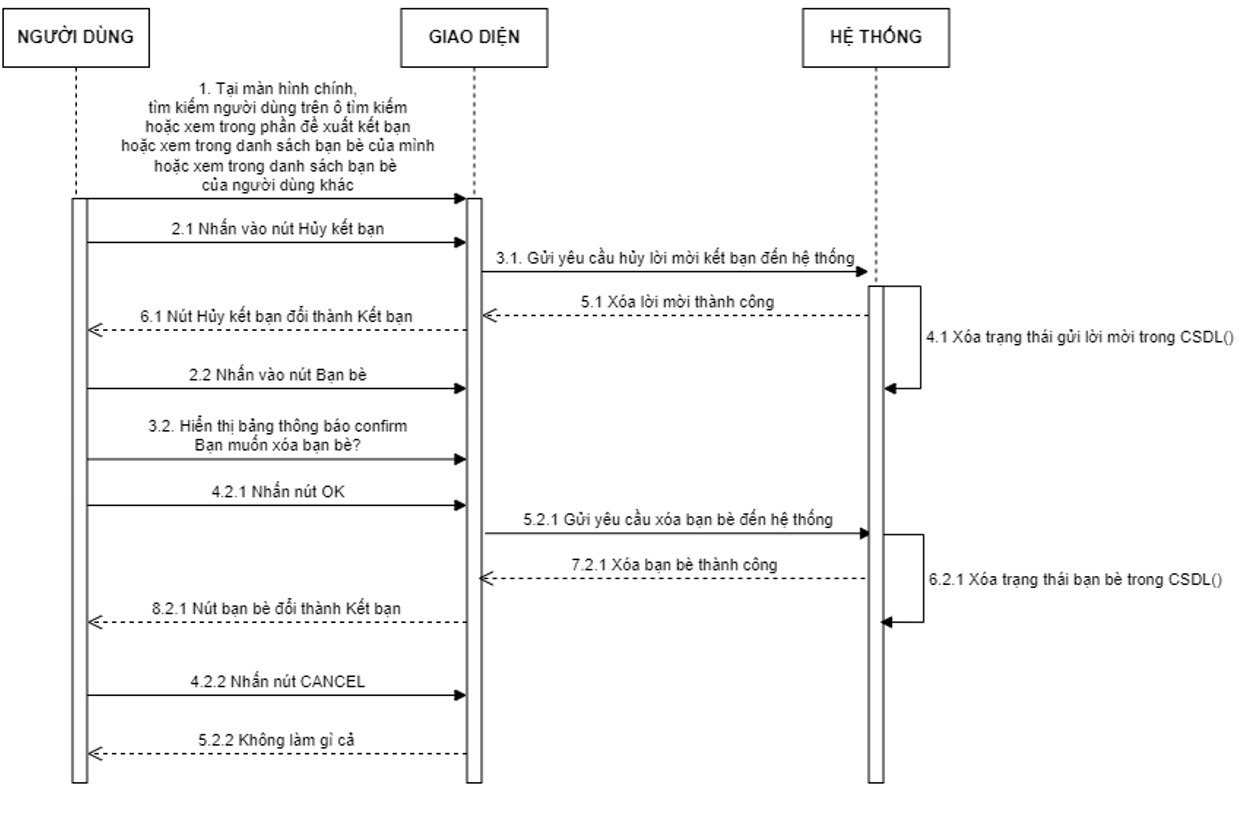 NGƯỜI DÙNG
GIAO DIỆN
HỆ THỐNG
1. Tại màn hình chính,
tìm kiếm người dùng trên ô tìm kiếm
hoặc xem trong phần đề xuất kết bạn
hoặc xem trong danh sách bạn bè của mình
hoặc xem trong danh sách bạn bè
của người dùng khác
2.1 Nhấn vào nút Hủy kết bạn
3.1. Gửi yêu cầu hủy lời mời kết bạn đến hệ thống
5.1 Xóa lời mời thành công
6.1 Nút Hủy kết bạn đổi thành Kết bạn
4.1 Xóa trạng thái gửi lời mời trong CSDL()
2.2 Nhấn vào nút Bạn bè
3.2. Hiển thị bảng thông báo confirm
Bạn muốn xóa bạn bè?
4.2.1 Nhấn nút OK
5.2.1 Gửi yêu cầu xóa bạn bè đến hệ thống
7.2.1 Xóa bạn bè thành công
6.2.1 Xóa trạng thái bạn bè trong CSDL()
8.2.1 Nút bạn bè đổi thành Kết bạn
4.2.2 Nhấn nút CANCEL
5.2.2 Không làm gì cả